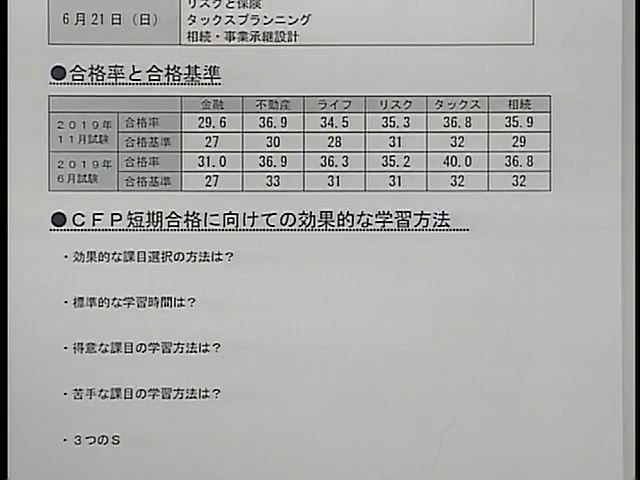 リスクと保険
6月21日（日）
タックスプランニング
相続・事業承継設計
●合格率と合格基準
金融 不動産 ライフ リスク タックス 相続
２０１９年１１月試験 合格率 29.6 36.9 34.5 35.3 36.8 35.9
合格基準 27 30 28 31 32 29
２０１９年６月試験 合格率 31.0 36.9 36.3 35.2 40.0 36.8
合格基準 27 33 31 31 32 32
●ＣＦＰ短期合格に向けての効果的な学習方法
・効果的な課目選択の方法は？
・標準的な学習時間は？
・得意な課目の学習方法は？
・苦手な課目の学習方法は？
・３つのＳ